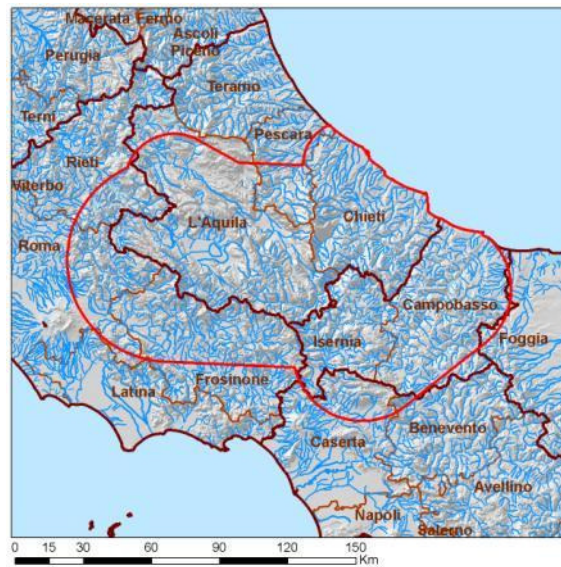 Macerata Fermo
Ascoli
Piceno
Perugia
Teramo
Terni
Pescara
Rieti
Viterbo
L'Aquila
Chieti
Roma
Campobasso
Isernia
Foggia
Latina
Frosinone
Caserta
Benevento
Avellino
Napoli
Salerno
0 15 30 60 90 120 150
Km